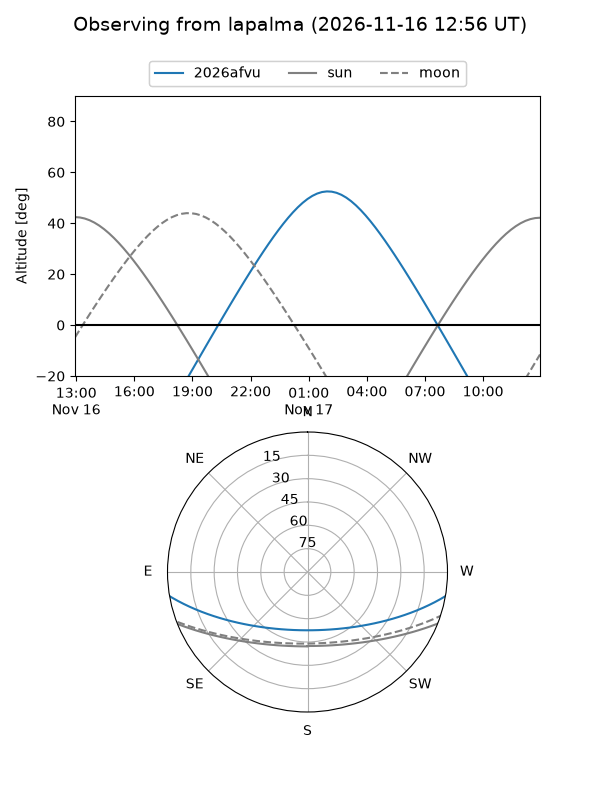 Observing from lapalma (2026-11-16 12:56 UT)
2026afvu sun moon
Altitude [deg]
80
60
40
20
0
−20
13:00 16:00 19:00 22:00 01:00 04:00 07:00 10:00
Nov 16 Nov 17
N
NE NW
15
30
45
60
75
E W
SE SW
S